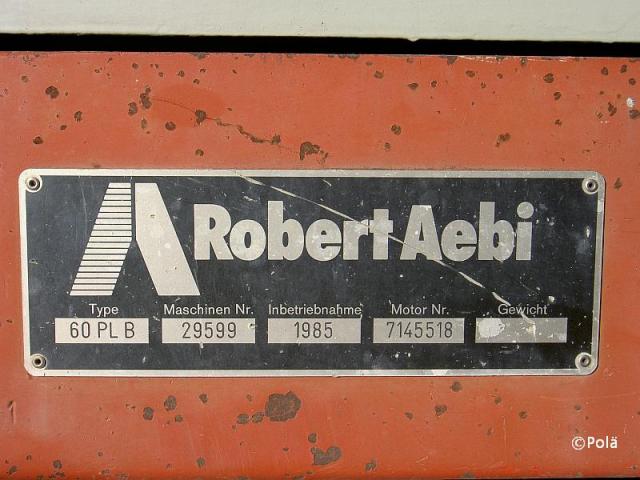 Robert Aebi
Type Maschinen Nr. Inbetriebnahme Motor Nr. Gewicht
60 PL B 29599 1985 7145518
©Polä